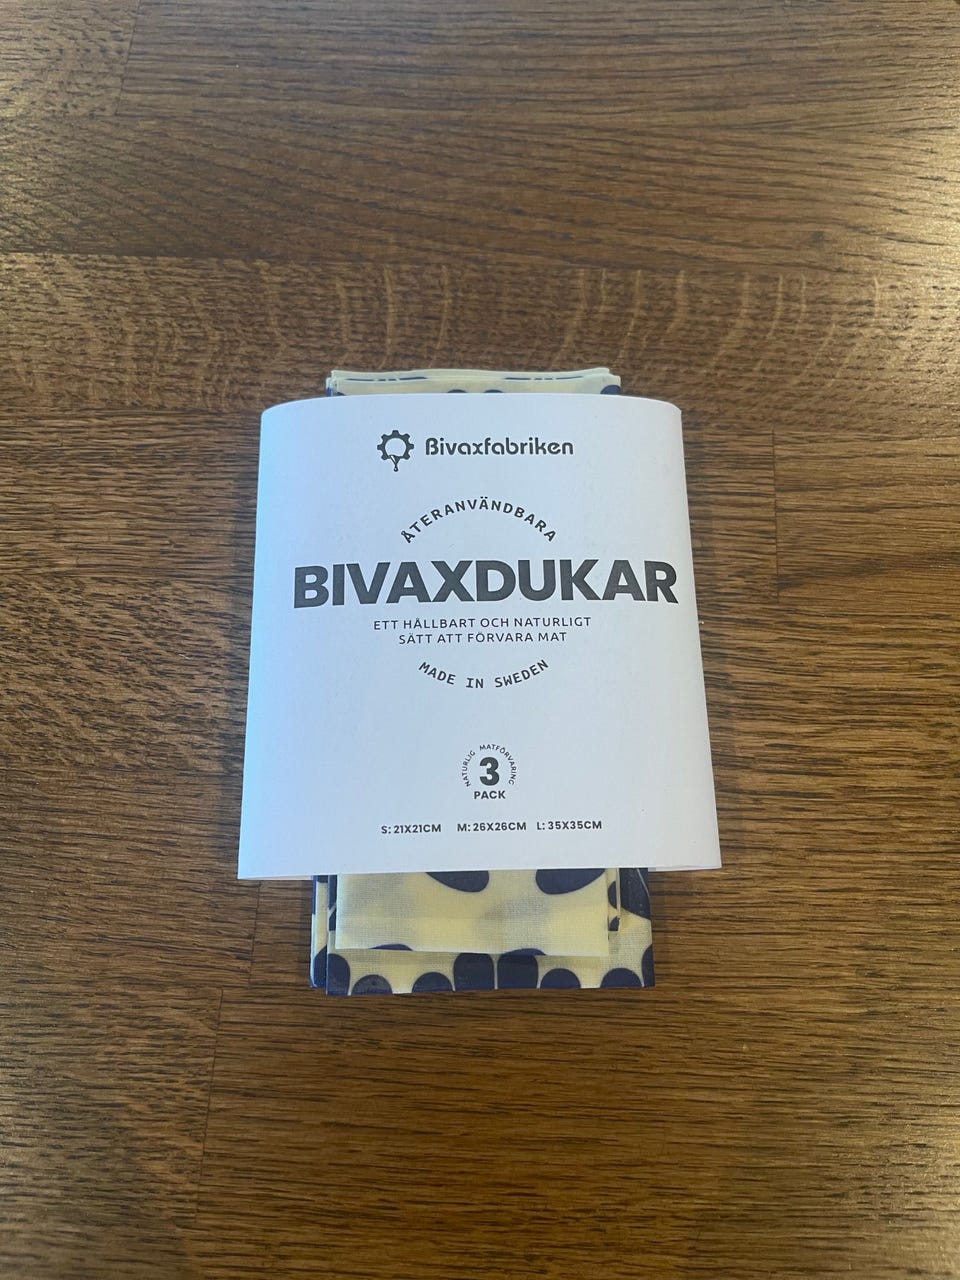 Bivaxfabriken
ÅTERANVÄNDBARA
BIVAXDUKAR
ETT HÅLLBART OCH NATURLIGT
SÄTT ATT FÖRVARA MAT
MADE IN SWEDEN
NATURLIG MATFÖRVARING
3
PACK
S: 21X21CM M: 26X26CM L: 35X35CM